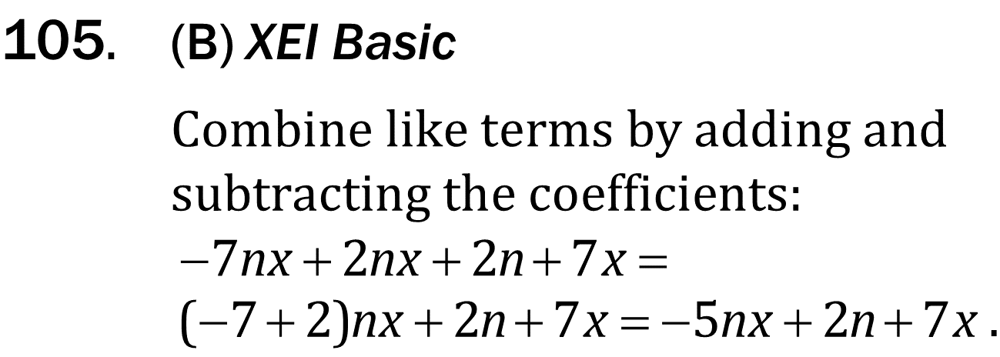 105. (B) XEI Basic
Combine like terms by adding and
subtracting the coefficients:
−7nx + 2nx + 2n + 7x =
(−7 + 2)nx + 2n + 7x = −5nx + 2n + 7x .